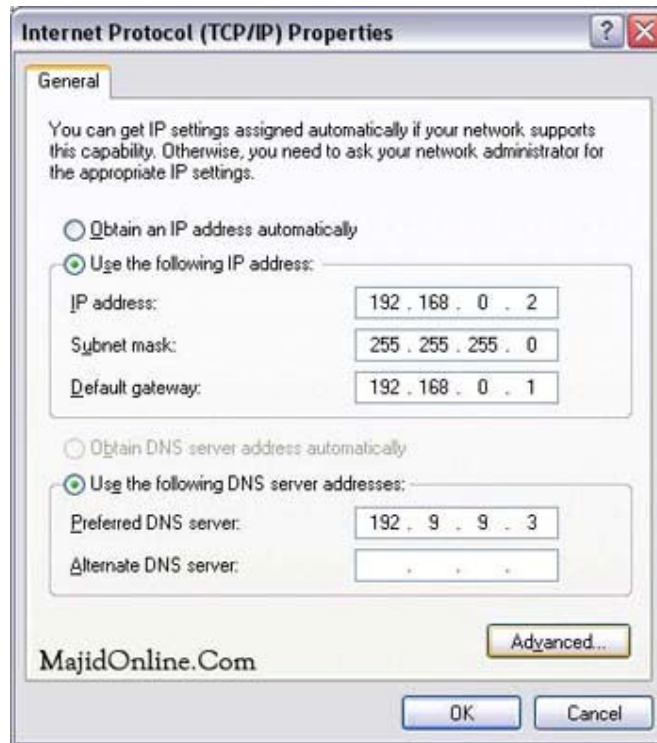 Internet Protocol (TCP/IP) Properties
General
You can get IP settings assigned automatically if your network supports
this capability. Otherwise, you need to ask your network administrator for
the appropriate IP settings.
Obtain an IP address automatically
Use the following IP address:
IP address: 192 . 168 . 0 . 2
Subnet mask: 255 . 255 . 255 . 0
Default gateway: 192 . 168 . 0 . 1
Obtain DNS server address automatically
Use the following DNS server addresses:
Preferred DNS server: 192 . 9 . 9 . 3
Alternate DNS server: . . .
Advanced...
MajidOnline.Com
OK Cancel